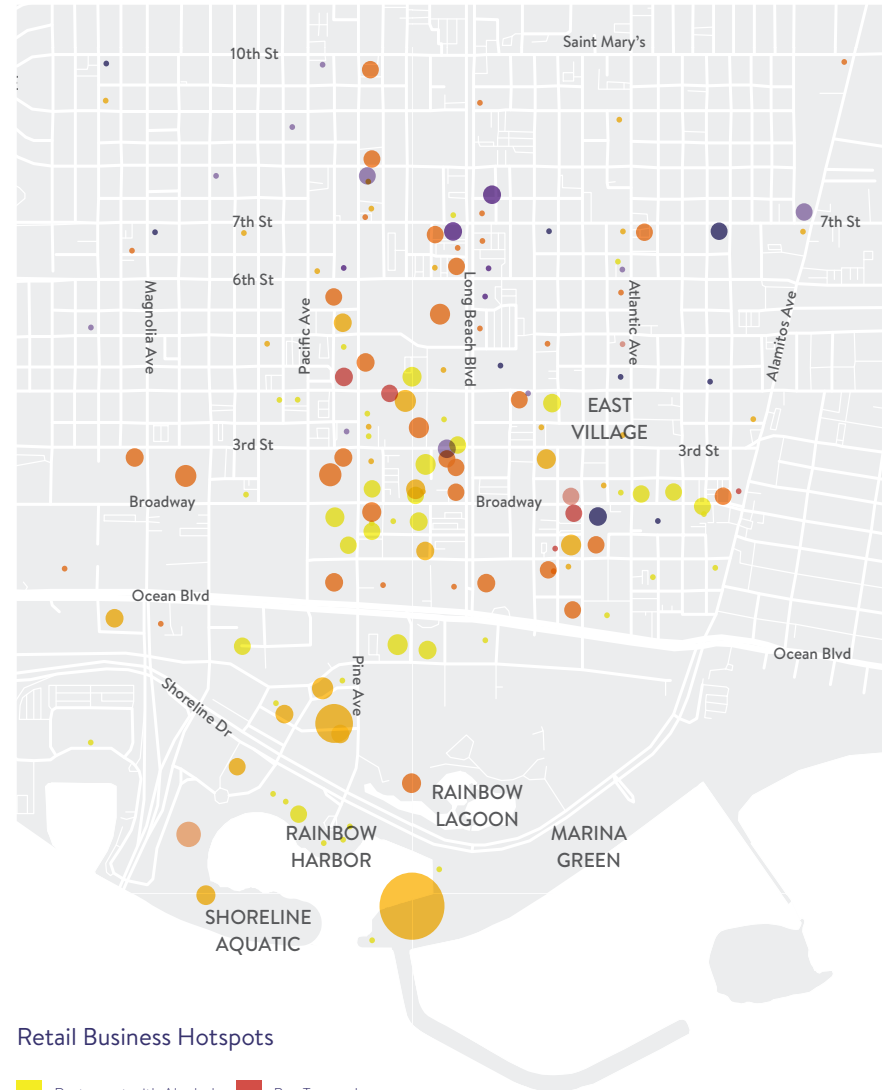 Saint Mary's
10th St
7th St
7th St
6th St
Magnolia Ave
Pacific Ave
Long Beach Blvd
Atlantic Ave
Alamitos Ave
EAST
VILLAGE
3rd St
3rd St
Broadway
Broadway
Ocean Blvd
Ocean Blvd
Pine Ave
Shoreline Dr
RAINBOW
LAGOON
RAINBOW
HARBOR
MARINA
GREEN
SHORELINE
AQUATIC
Retail Business Hotspots